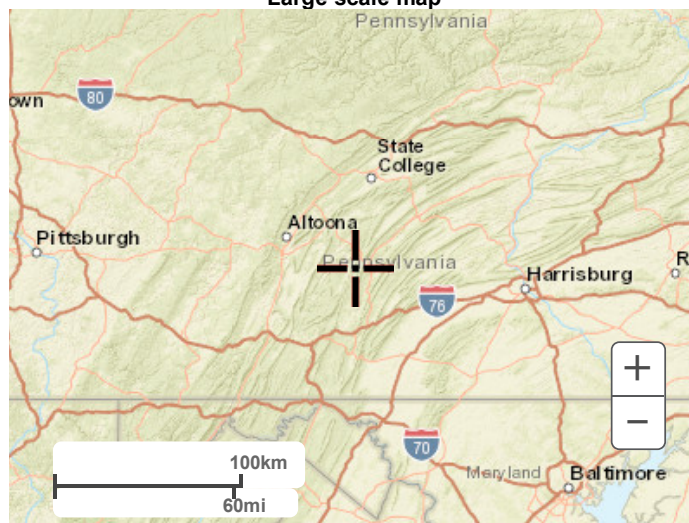 Large scale map
Pennsylvania
80
own
State
College
Altoona
Pittsburgh
Pennsylvania
Harrisburg
R
76
+
−
70
100km
60mi
Maryland
Baltimore